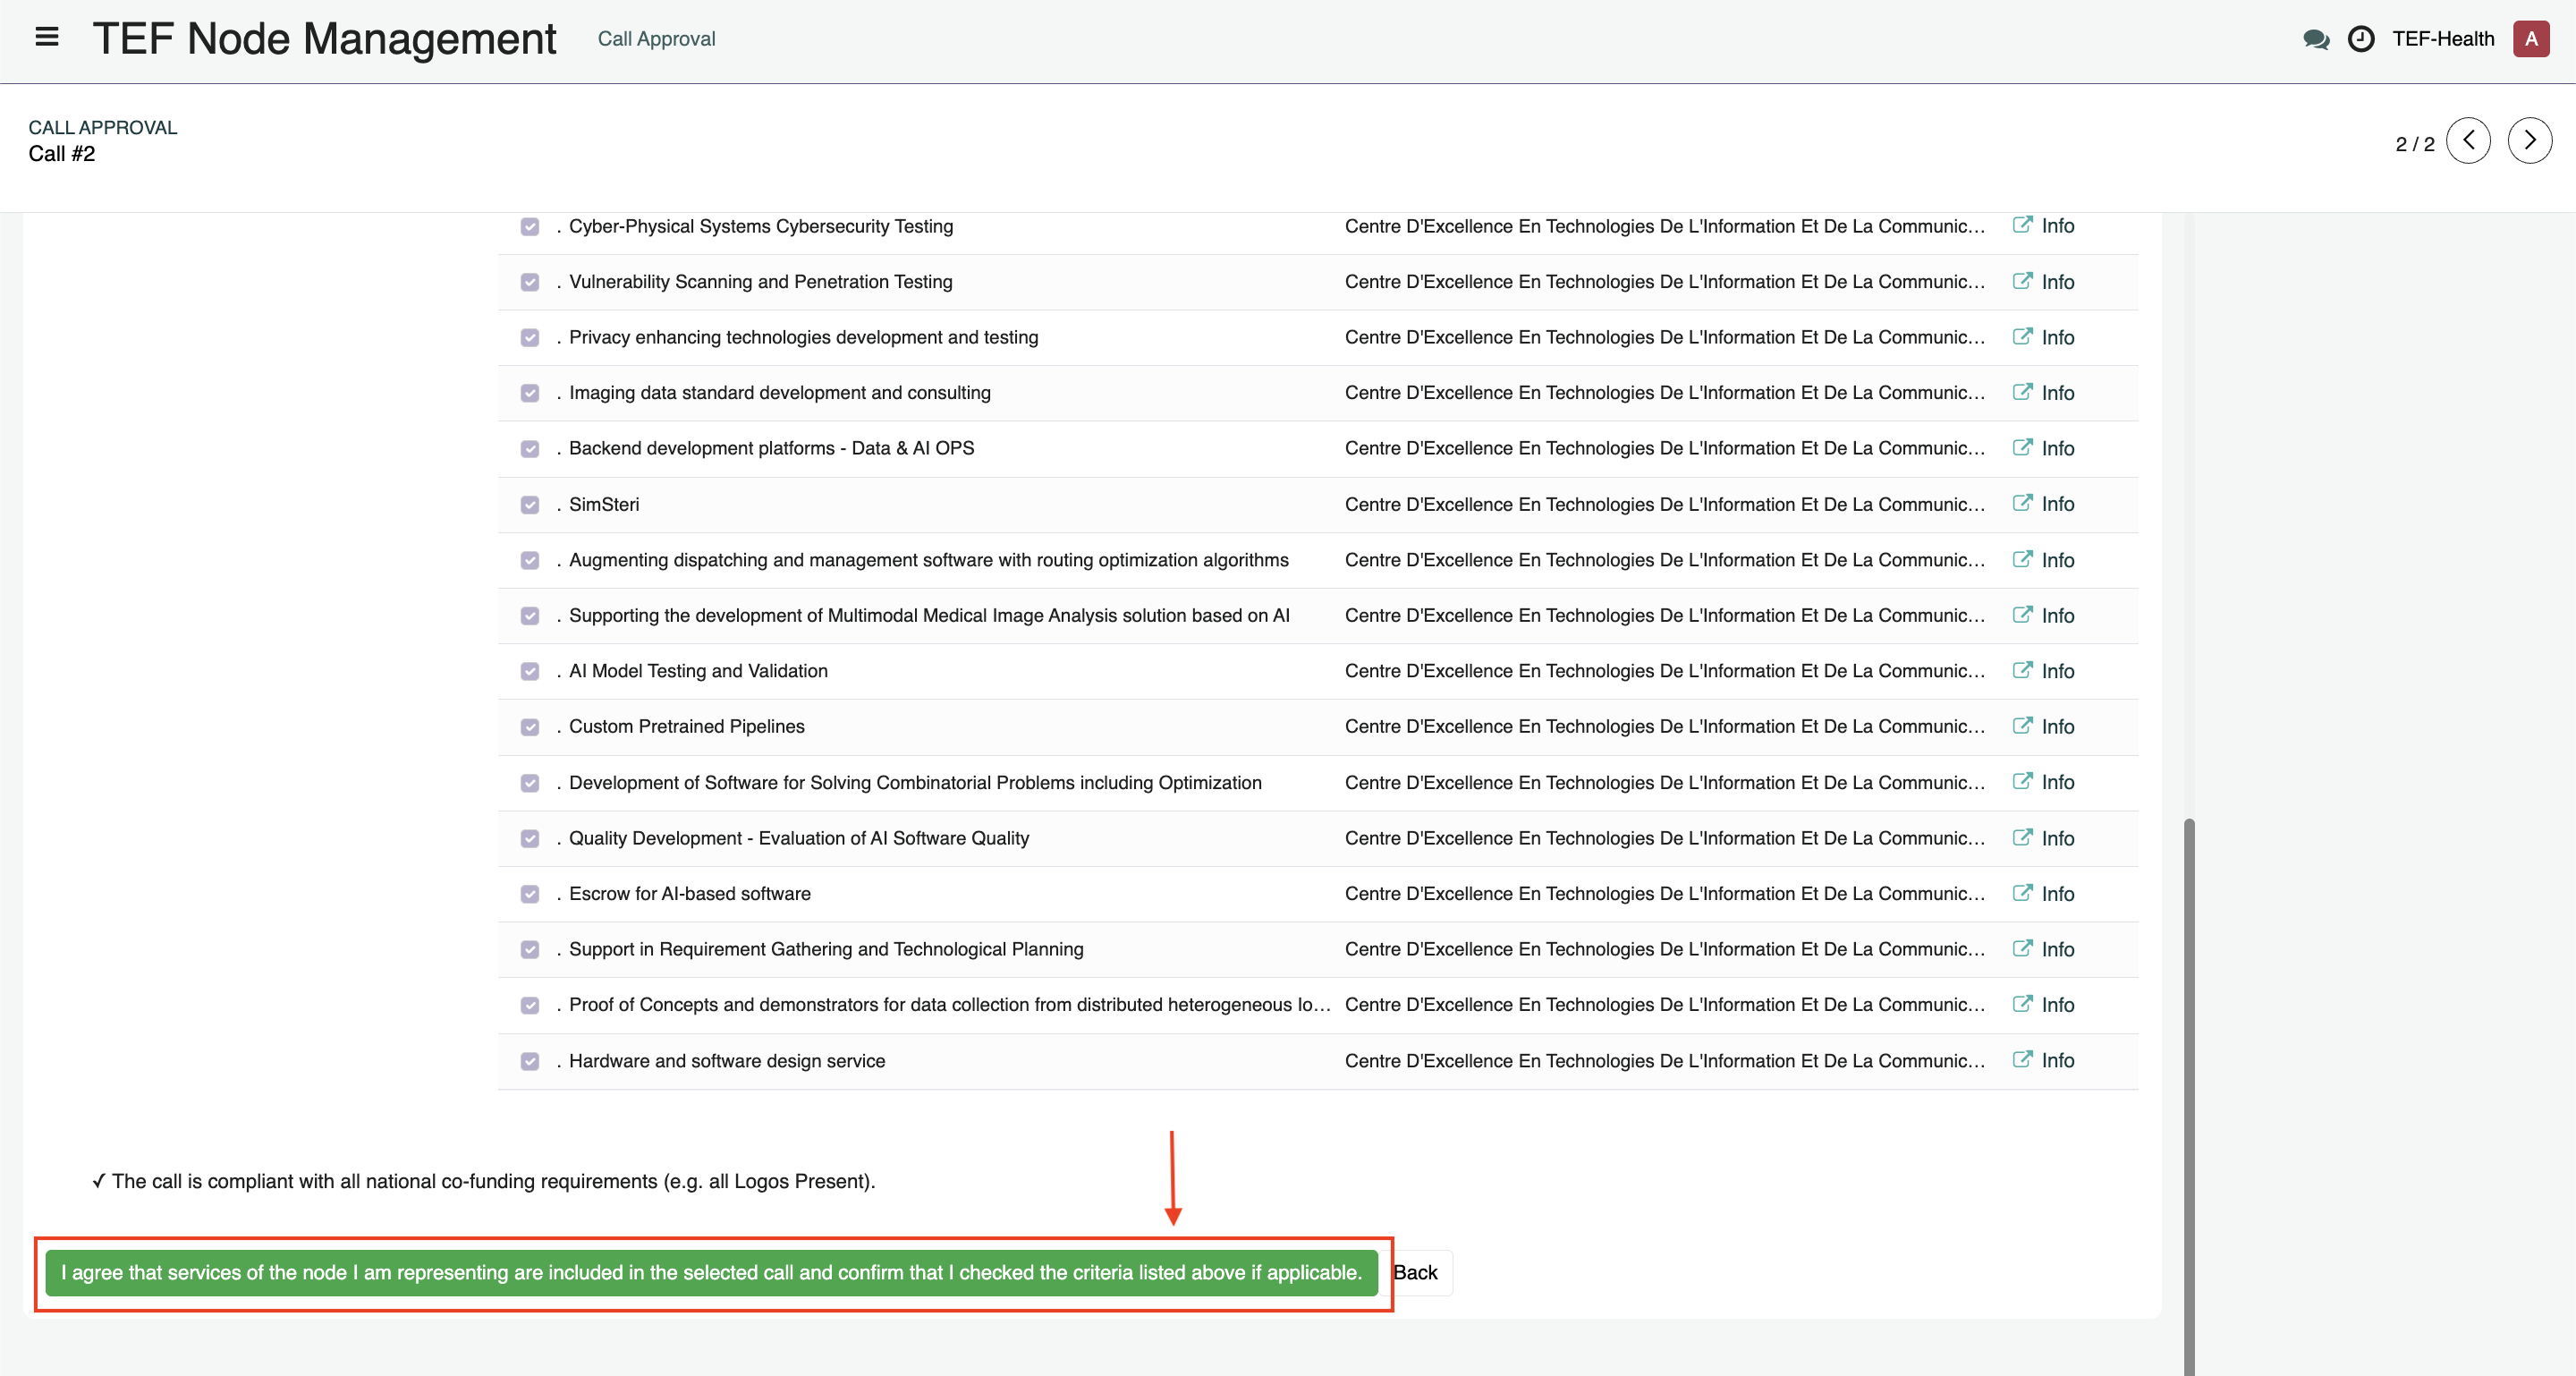 TEF Node Management Call Approval TEF-Health A
CALL APPROVAL
Call #2
2 / 2
. Cyber-Physical Systems Cybersecurity Testing Centre D'Excellence En Technologies De L'Information Et De La Communic... Info
. Vulnerability Scanning and Penetration Testing Centre D'Excellence En Technologies De L'Information Et De La Communic... Info
. Privacy enhancing technologies development and testing Centre D'Excellence En Technologies De L'Information Et De La Communic... Info
. Imaging data standard development and consulting Centre D'Excellence En Technologies De L'Information Et De La Communic... Info
. Backend development platforms - Data & AI OPS Centre D'Excellence En Technologies De L'Information Et De La Communic... Info
. SimSteri Centre D'Excellence En Technologies De L'Information Et De La Communic... Info
. Augmenting dispatching and management software with routing optimization algorithms Centre D'Excellence En Technologies De L'Information Et De La Communic... Info
. Supporting the development of Multimodal Medical Image Analysis solution based on AI Centre D'Excellence En Technologies De L'Information Et De La Communic... Info
. AI Model Testing and Validation Centre D'Excellence En Technologies De L'Information Et De La Communic... Info
. Custom Pretrained Pipelines Centre D'Excellence En Technologies De L'Information Et De La Communic... Info
. Development of Software for Solving Combinatorial Problems including Optimization Centre D'Excellence En Technologies De L'Information Et De La Communic... Info
. Quality Development - Evaluation of AI Software Quality Centre D'Excellence En Technologies De L'Information Et De La Communic... Info
. Escrow for AI-based software Centre D'Excellence En Technologies De L'Information Et De La Communic... Info
. Support in Requirement Gathering and Technological Planning Centre D'Excellence En Technologies De L'Information Et De La Communic... Info
. Proof of Concepts and demonstrators for data collection from distributed heterogeneous lo... Centre D'Excellence En Technologies De L'Information Et De La Communic... Info
. Hardware and software design service Centre D'Excellence En Technologies De L'Information Et De La Communic... Info
✓ The call is compliant with all national co-funding requirements (e.g. all Logos Present).
I agree that services of the node I am representing are included in the selected call and confirm that I checked the criteria listed above if applicable. Back